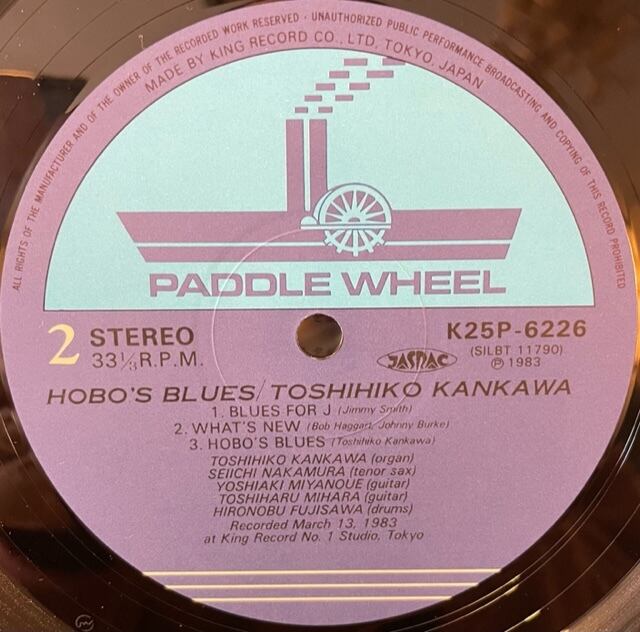 ALL RIGHTS OF THE MANUFACTURER AND OF THE OWNER OF THE RECORDED WORK RESERVED · UNAUTHORIZED PUBLIC PERFORMANCE BROADCASTING AND COPYING OF THIS RECORD PROHIBITED
MADE BY KING RECORD CO., LTD, TOKYO, JAPAN
PADDLE WHEEL
2 STEREO
33 1/3 R.P.M.
K25P-6226
(SILBT 11790)
JASRAC
Ⓟ 1983
HOBO'S BLUES/TOSHIHIKO KANKAWA
1. BLUES FOR J (Jimmy Smith)
2. WHAT'S NEW (Bob Haggart, Johnny Burke)
3. HOBO'S BLUES (Toshihiko Kankawa)
TOSHIHIKO KANKAWA (organ)
SEIICHI NAKAMURA (tenor sax)
YOSHIAKI MIYANOUE (guitar)
TOSHIHARU MIHARA (guitar)
HIRONOBU FUJISAWA (drums)
Recorded March 13, 1983
at King Record No. 1 Studio, Tokyo